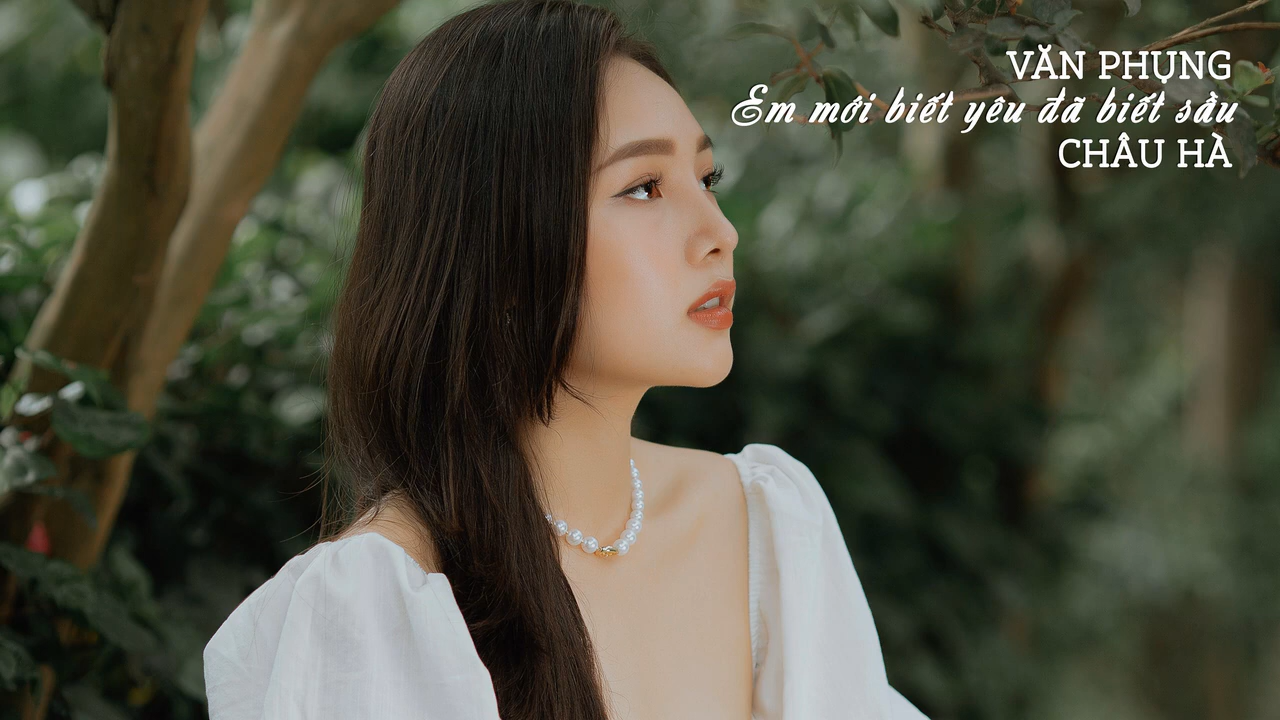 VĂN PHỤNG
Em mới biết yêu đã biết sầu
CHÂU HÀ